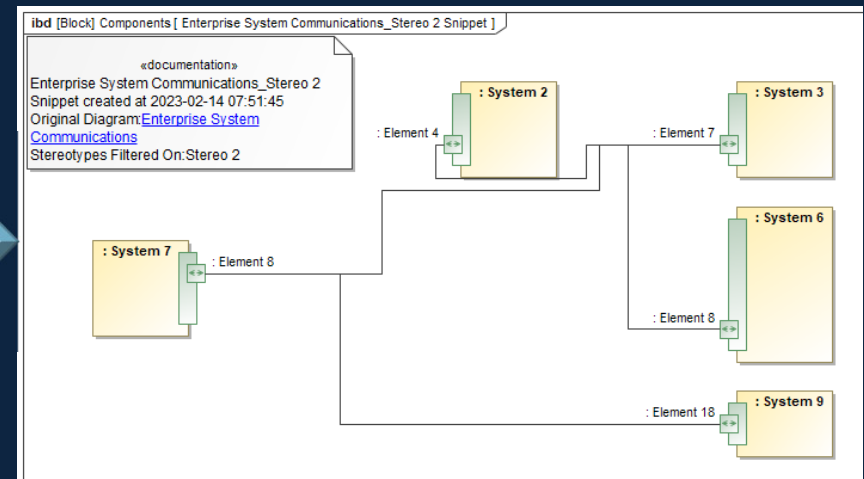 ibd [Block] Components [ Enterprise System Communications_Stereo 2 Snippet ]
«documentation»
Enterprise System Communications_Stereo 2
Snippet created at 2023-02-14 07:51:45
Original Diagram:Enterprise System
Communications
Stereotypes Filtered On:Stereo 2
: System 2
: System 3
: Element 4
: Element 7
: System 6
: System 7
: Element 8
: Element 8
: System 9
: Element 18